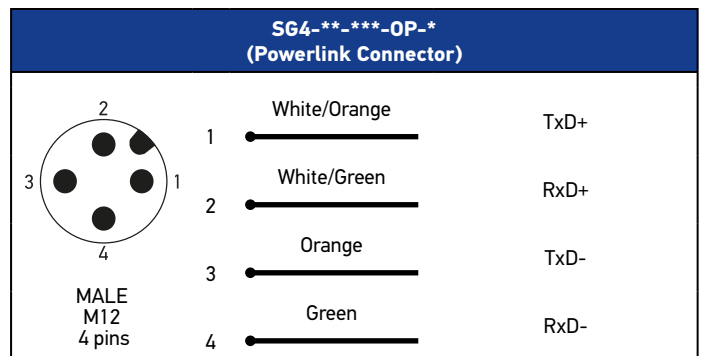 SG4-**-***-OP-*
(Powerlink Connector)
2
3
1
4
MALE
M12
4 pins
1 White/Orange TxD+
2 White/Green RxD+
3 Orange TxD-
4 Green RxD-